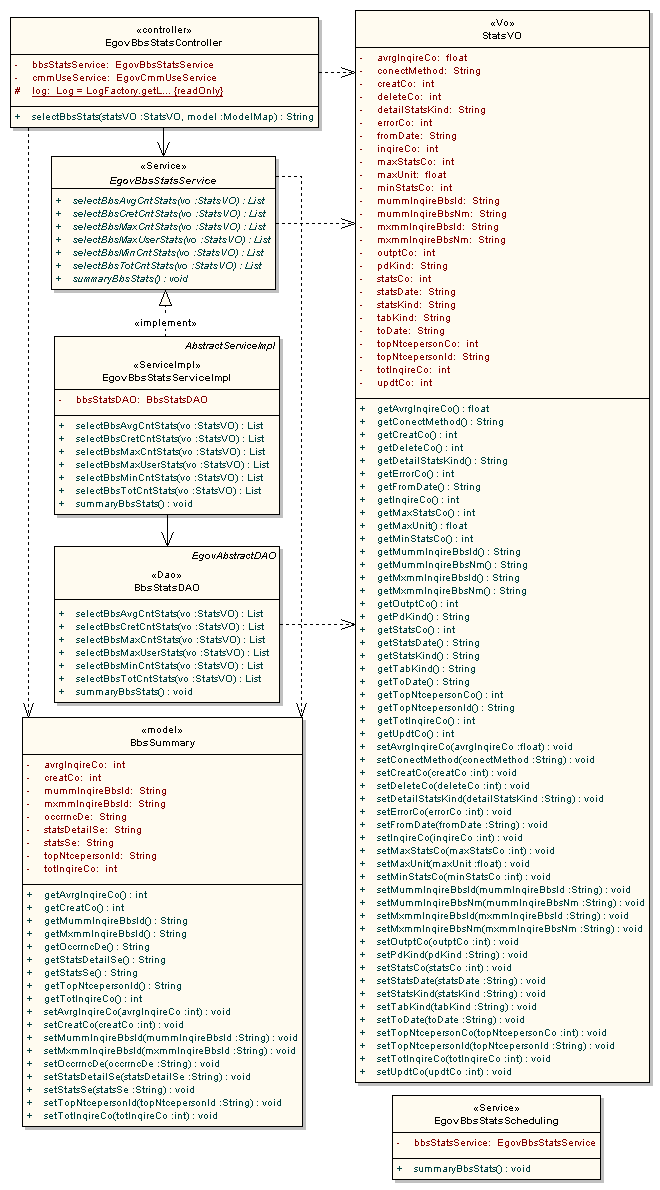 «controller»
EgovBbsStatsController
- bbsStatsService: EgovBbsStatsService
- cmmUseService: EgovCmmUseService
# log: Log = LogFactory.getL... {readOnly}
+ selectBbsStats(statsVO :StatsVO, model :ModelMap) : String
«Service»
EgovBbsStatsService
+ selectBbsAvgCntStats(vo :StatsVO) : List
+ selectBbsCretCntStats(vo :StatsVO) : List
+ selectBbsMaxCntStats(vo :StatsVO) : List
+ selectBbsMaxUserStats(vo :StatsVO) : List
+ selectBbsMinCntStats(vo :StatsVO) : List
+ selectBbsTotCntStats(vo :StatsVO) : List
+ summaryBbsStats() : void
«implement»
AbstractServiceImpl
«ServiceImpl»
EgovBbsStatsServiceImpl
- bbsStatsDAO: BbsStatsDAO
+ selectBbsAvgCntStats(vo :StatsVO) : List
+ selectBbsCretCntStats(vo :StatsVO) : List
+ selectBbsMaxCntStats(vo :StatsVO) : List
+ selectBbsMaxUserStats(vo :StatsVO) : List
+ selectBbsMinCntStats(vo :StatsVO) : List
+ selectBbsTotCntStats(vo :StatsVO) : List
+ summaryBbsStats() : void
EgovAbstractDAO
«Dao»
BbsStatsDAO
+ selectBbsAvgCntStats(vo :StatsVO) : List
+ selectBbsCretCntStats(vo :StatsVO) : List
+ selectBbsMaxCntStats(vo :StatsVO) : List
+ selectBbsMaxUserStats(vo :StatsVO) : List
+ selectBbsMinCntStats(vo :StatsVO) : List
+ selectBbsTotCntStats(vo :StatsVO) : List
+ summaryBbsStats() : void
«model»
BbsSummary
- avrgInqireCo: int
- creatCo: int
- mummInqireBbsId: String
- mxmmInqireBbsId: String
- occrrncDe: String
- statsDetailSe: String
- statsSe: String
- topNtcepersonId: String
- totInqireCo: int
+ getAvrgInqireCo() : int
+ getCreatCo() : int
+ getMummInqireBbsId() : String
+ getMxmmInqireBbsId() : String
+ getOccrrncDe() : String
+ getStatsDetailSe() : String
+ getStatsSe() : String
+ getTopNtcepersonId() : String
+ getTotInqireCo() : int
+ setAvrgInqireCo(avrgInqireCo :int) : void
+ setCreatCo(creatCo :int) : void
+ setMummInqireBbsId(mummInqireBbsId :String) : void
+ setMxmmInqireBbsId(mxmmInqireBbsId :String) : void
+ setOccrrncDe(occrrncDe :String) : void
+ setStatsDetailSe(statsDetailSe :String) : void
+ setStatsSe(statsSe :String) : void
+ setTopNtcepersonId(topNtcepersonId :String) : void
+ setTotInqireCo(totInqireCo :int) : void
«Vo»
StatsVO
- avrgInqireCo: float
- conectMethod: String
- creatCo: int
- deleteCo: int
- detailStatsKind: String
- errorCo: int
- fromDate: String
- inqireCo: int
- maxStatsCo: int
- maxUnit: float
- minStatsCo: int
- mummInqireBbsId: String
- mummInqireBbsNm: String
- mxmmInqireBbsId: String
- mxmmInqireBbsNm: String
- outptCo: int
- pdKind: String
- statsCo: int
- statsDate: String
- statsKind: String
- tabKind: String
- toDate: String
- topNtcepersonCo: int
- topNtcepersonId: String
- totInqireCo: int
- updtCo: int
+ getAvrgInqireCo() : float
+ getConectMethod() : String
+ getCreatCo() : int
+ getDeleteCo() : int
+ getDetailStatsKind() : String
+ getErrorCo() : int
+ getFromDate() : String
+ getInqireCo() : int
+ getMaxStatsCo() : int
+ getMaxUnit() : float
+ getMinStatsCo() : int
+ getMummInqireBbsId() : String
+ getMummInqireBbsNm() : String
+ getMxmmInqireBbsId() : String
+ getMxmmInqireBbsNm() : String
+ getOutptCo() : int
+ getPdKind() : String
+ getStatsCo() : int
+ getStatsDate() : String
+ getStatsKind() : String
+ getTabKind() : String
+ getToDate() : String
+ getTopNtcepersonCo() : int
+ getTopNtcepersonId() : String
+ getTotInqireCo() : int
+ getUpdtCo() : int
+ setAvrgInqireCo(avrgInqireCo :float) : void
+ setConectMethod(conectMethod :String) : void
+ setCreatCo(creatCo :int) : void
+ setDeleteCo(deleteCo :int) : void
+ setDetailStatsKind(detailStatsKind :String) : void
+ setErrorCo(errorCo :int) : void
+ setFromDate(fromDate :String) : void
+ setInqireCo(inqireCo :int) : void
+ setMaxStatsCo(maxStatsCo :int) : void
+ setMaxUnit(maxUnit :float) : void
+ setMinStatsCo(minStatsCo :int) : void
+ setMummInqireBbsId(mummInqireBbsId :String) : void
+ setMummInqireBbsNm(mummInqireBbsNm :String) : void
+ setMxmmInqireBbsId(mxmmInqireBbsId :String) : void
+ setMxmmInqireBbsNm(mxmmInqireBbsNm :String) : void
+ setOutptCo(outptCo :int) : void
+ setPdKind(pdKind :String) : void
+ setStatsCo(statsCo :int) : void
+ setStatsDate(statsDate :String) : void
+ setStatsKind(statsKind :String) : void
+ setTabKind(tabKind :String) : void
+ setToDate(toDate :String) : void
+ setTopNtcepersonCo(topNtcepersonCo :int) : void
+ setTopNtcepersonId(topNtcepersonId :String) : void
+ setTotInqireCo(totInqireCo :int) : void
+ setUpdtCo(updtCo :int) : void
«Service»
EgovBbsStatsScheduling
- bbsStatsService: EgovBbsStatsService
+ summaryBbsStats() : void